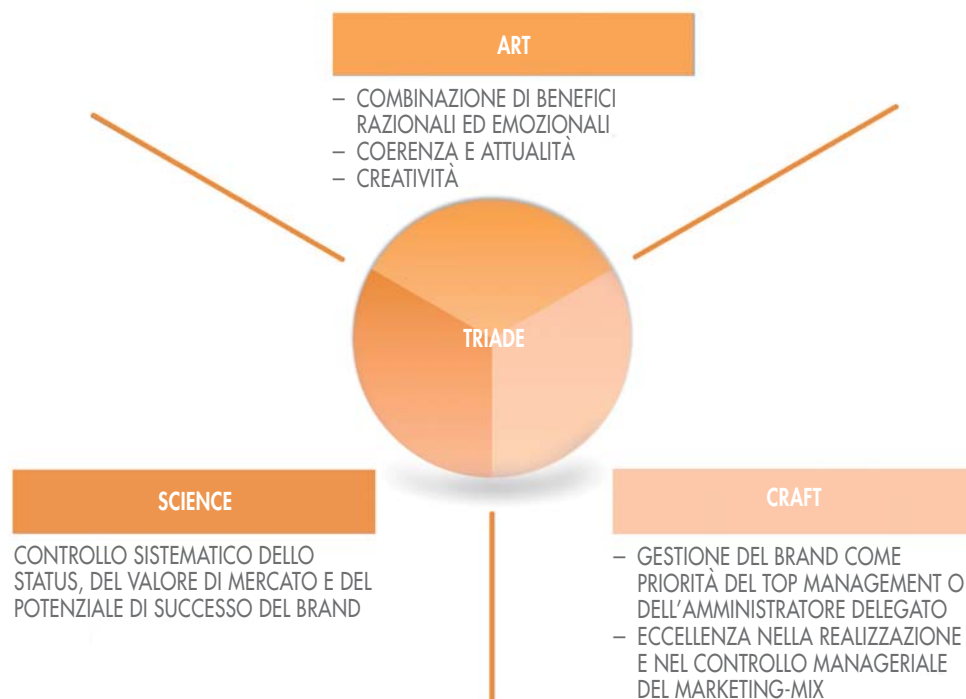 ART
– COMBINAZIONE DI BENEFICI
RAZIONALI ED EMOZIONALI
– COERENZA E ATTUALITÀ
– CREATIVITÀ
TRIADE
SCIENCE
CONTROLLO SISTEMATICO DELLO
STATUS, DEL VALORE DI MERCATO E DEL
POTENZIALE DI SUCCESSO DEL BRAND
CRAFT
– GESTIONE DEL BRAND COME
PRIORITÀ DEL TOP MANAGEMENT O
DELL’AMMINISTRATORE DELEGATO
– ECCELLENZA NELLA REALIZZAZIONE
E NEL CONTROLLO MANAGERIALE
DEL MARKETING-MIX